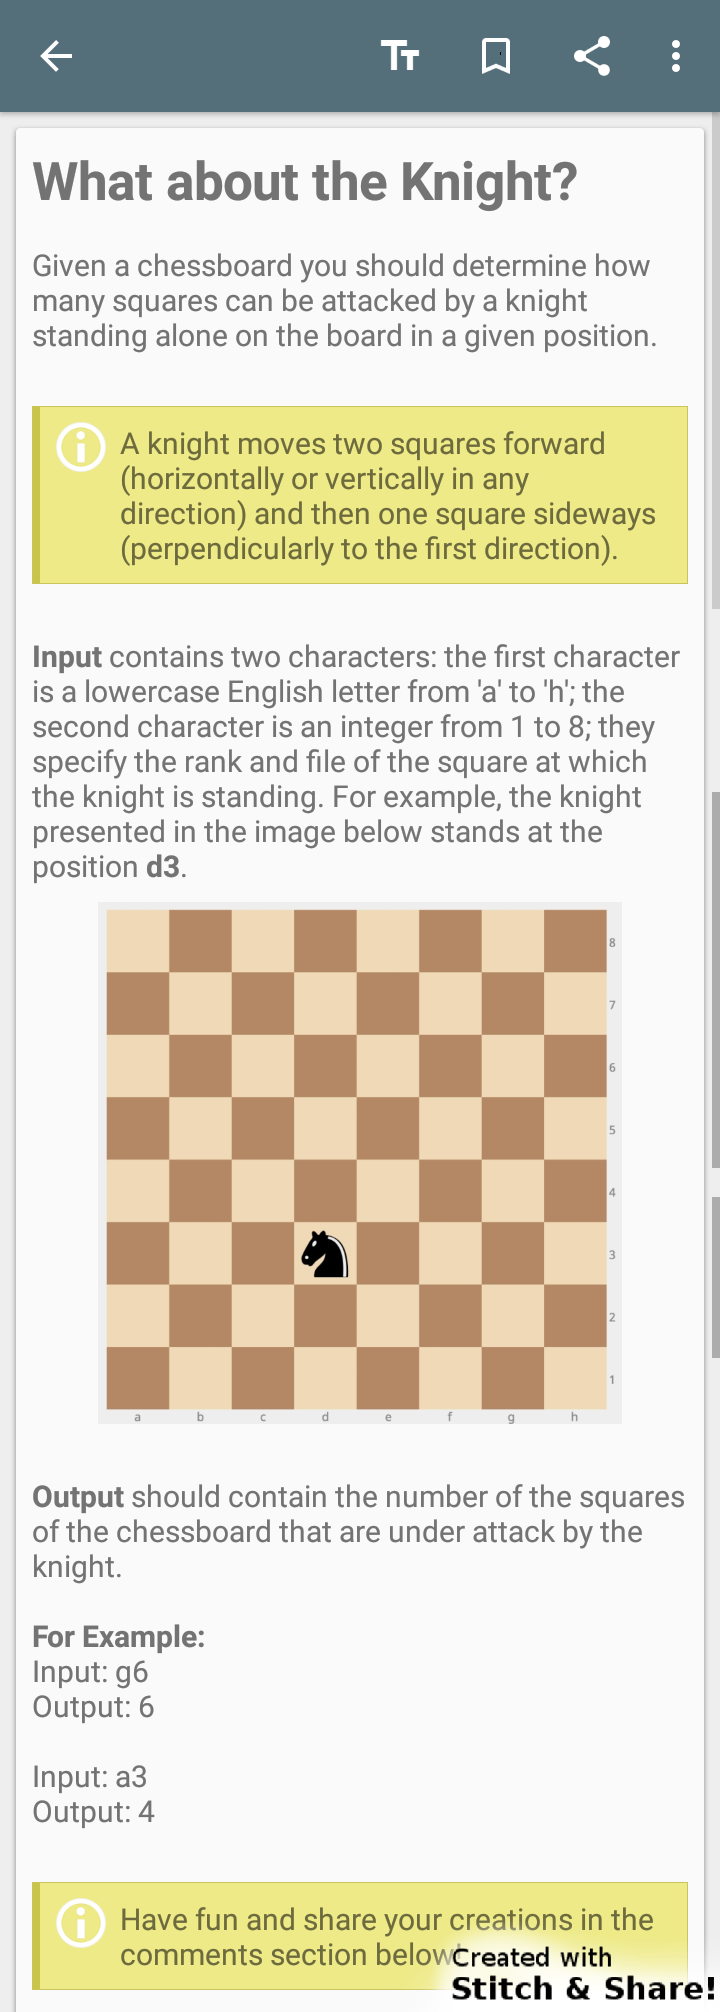 What about the Knight?
Given a chessboard you should determine how
many squares can be attacked by a knight
standing alone on the board in a given position.
A knight moves two squares forward
(horizontally or vertically in any
direction) and then one square sideways
(perpendicularly to the first direction).
Input contains two characters: the first character
is a lowercase English letter from 'a' to 'h'; the
second character is an integer from 1 to 8; they
specify the rank and file of the square at which
the knight is standing. For example, the knight
presented in the image below stands at the
position d3.
8
7
6
5
4
3
2
1
a b c d e f g h
Output should contain the number of the squares
of the chessboard that are under attack by the
knight.
For Example:
Input: g6
Output: 6
Input: a3
Output: 4
Have fun and share your creations in the
comments section below!
Created with
Stitch & Share!